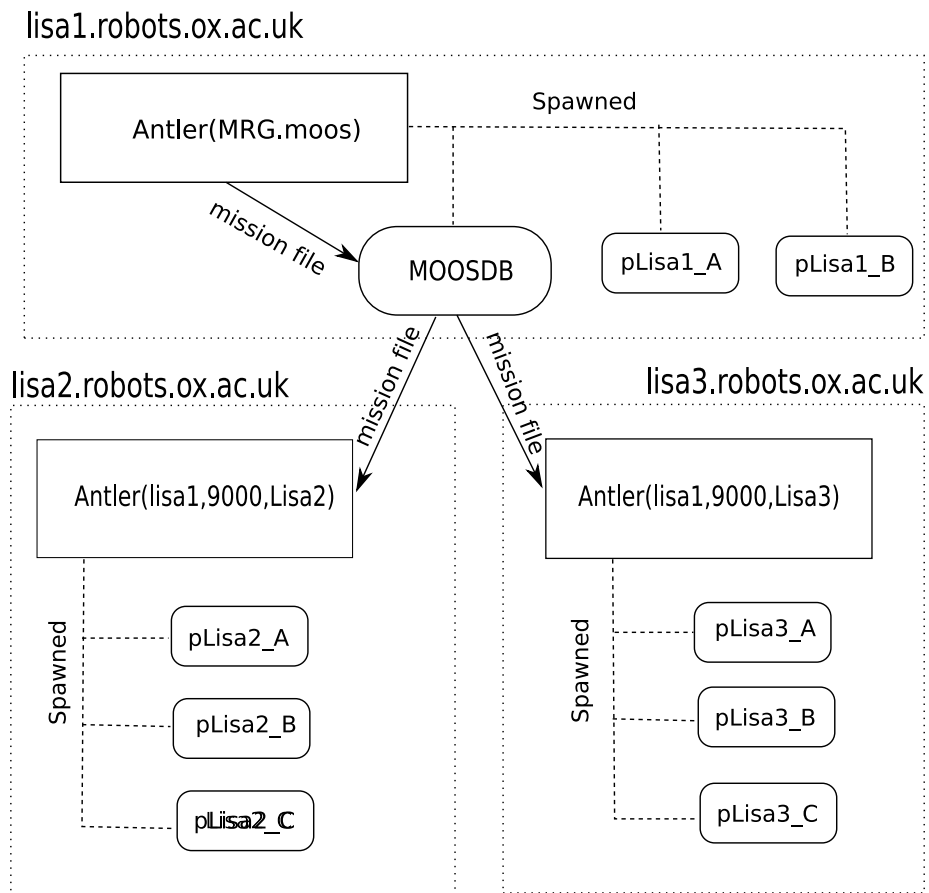 lisa1.robots.ox.ac.uk
Spawned
Antler(MRG.moos)
mission file
MOOSDB
pLisa1_A
pLisa1_B
mission file
mission file
lisa2.robots.ox.ac.uk
lisa3.robots.ox.ac.uk
Antler(lisa1,9000,Lisa2)
Antler(lisa1,9000,Lisa3)
Spawned
pLisa2_A
pLisa2_B
pLisa2_C
Spawned
pLisa3_A
pLisa3_B
pLisa3_C